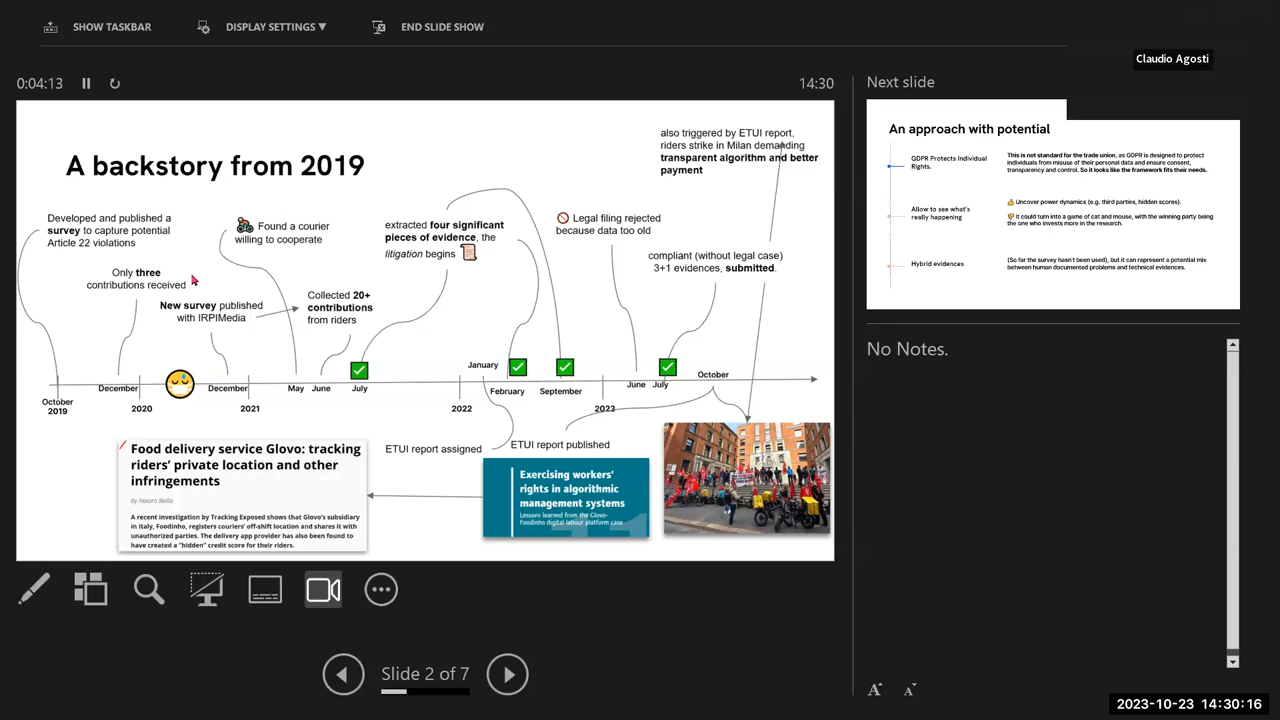 SHOW TASKBAR
DISPLAY SETTINGS ▼
END SLIDE SHOW
Claudio Agosti
0:04:13
14:30
Next slide
A backstory from 2019
also triggered by ETUI report,
riders strike in Milan demanding
transparent algorithm and better
payment
Developed and published a
survey to capture potential
Article 22 violations
Found a courier
willing to cooperate
extracted four significant
pieces of evidence, the
litigation begins
Legal filing rejected
because data too old
compliant (without legal case)
3+1 evidences, submitted.
Only three
contributions received
New survey published
with IRPIMedia
Collected 20+
contributions
from riders
January
December
December
May
June
July
February
September
June
July
October
October
2019
2020
2021
2022
2023
ETUI report assigned
ETUI report published
Food delivery service Glovo: tracking
riders' private location and other
infringements
by Naiara Bellio
A recent investigation by Tracking Exposed shows that Glovo's subsidiary
in Italy, Foodinho, registers couriers' off-shift location and shares it with
unauthorized parties. The delivery app provider has also been found to
have created a "hidden" credit score for their riders.
Exercising workers'
rights in algorithmic
management systems
Lessons learned from the Glovo-
Foodinho digital labour platform case
An approach with potential
GDPR Protects Individual
Rights.
This is not standard for the trade union, as GDPR is designed to protect
individuals from misuse of their personal data and ensure consent,
transparency and control. So it looks like the framework fits their needs.
Allow to see what's
really happening
Uncover power dynamics (e.g. third parties, hidden scores).
It could turn into a game of cat and mouse, with the winning party being
the one who invests more in the research.
Hybrid evidences
(So far the survey hasn't been used), but it can represent a potential mix
between human documented problems and technical evidences.
No Notes.
Slide 2 of 7
A A
2023-10-23 14:30:16